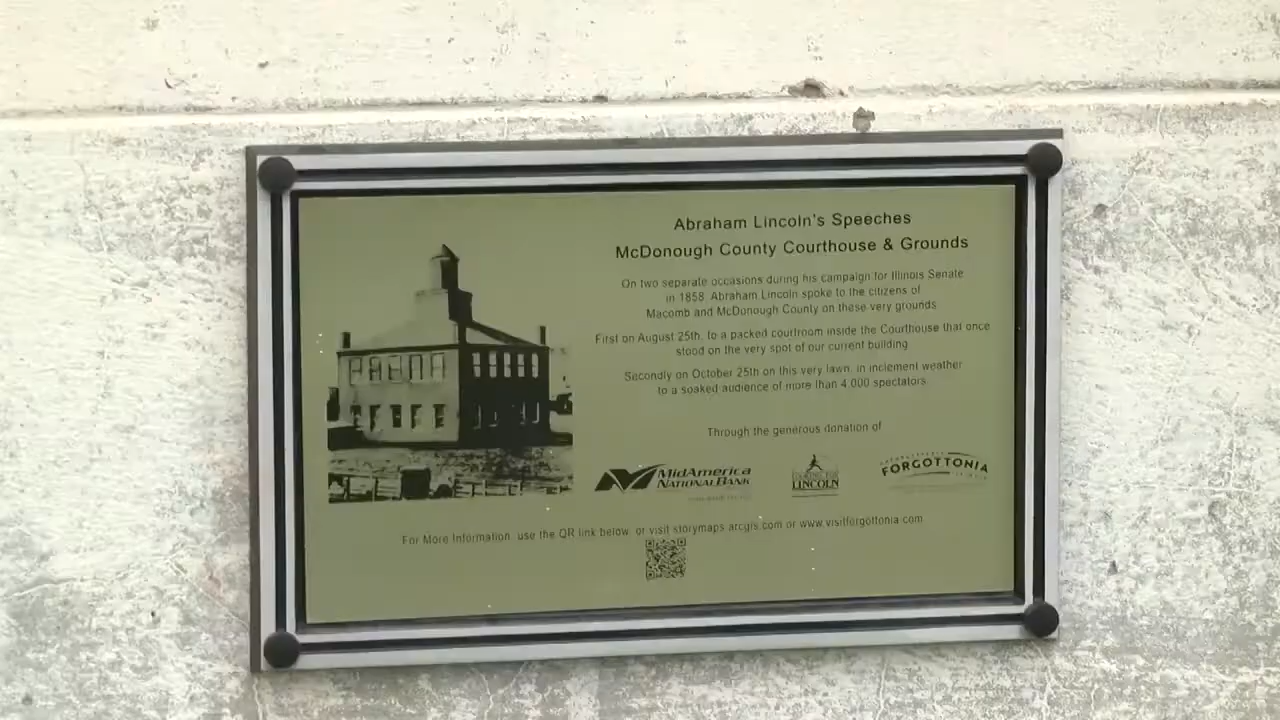 Abraham Lincoln's Speeches
McDonough County Courthouse & Grounds
On two separate occasions during his campaign for Illinois Senate
in 1858, Abraham Lincoln spoke to the citizens of
Macomb and McDonough County on these very grounds
First on August 25th, to a packed courtroom inside the Courthouse that once
stood on the very spot of our current building
Secondly on October 25th on this very lawn, in inclement weather
to a soaked audience of more than 4,000 spectators
Through the generous donation of
MidAmerica
National Bank
LOOKING FOR
LINCOLN
FORGOTTONIA
For More Information, use the QR link below, or visit storymaps.arcgis.com or www.visitforgottonia.com